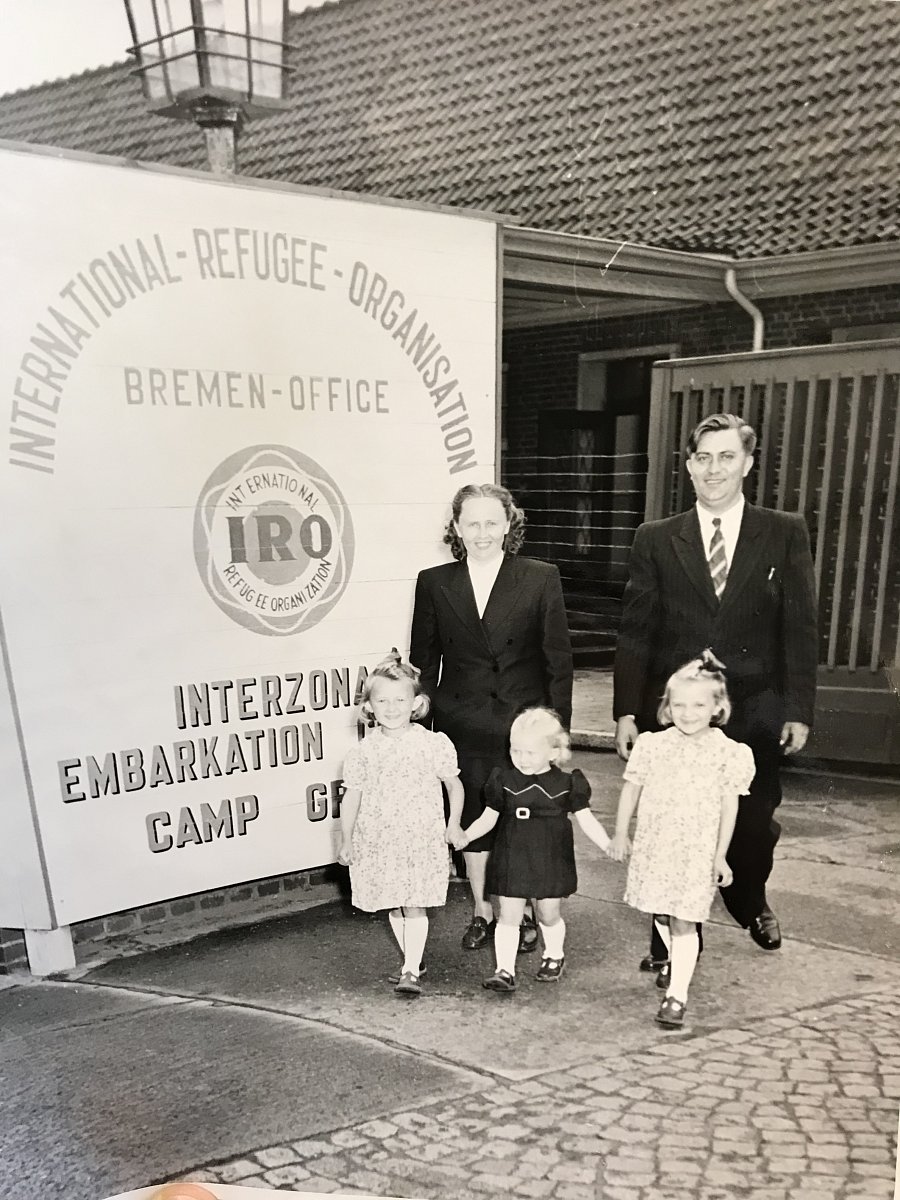 INTERNATIONAL-REFUGEE-ORGANISATION
BREMEN-OFFICE
INTERNATIONAL
IRO
REFUGEE ORGANIZATION
INTERZONA
EMBARKATION
CAMP GR